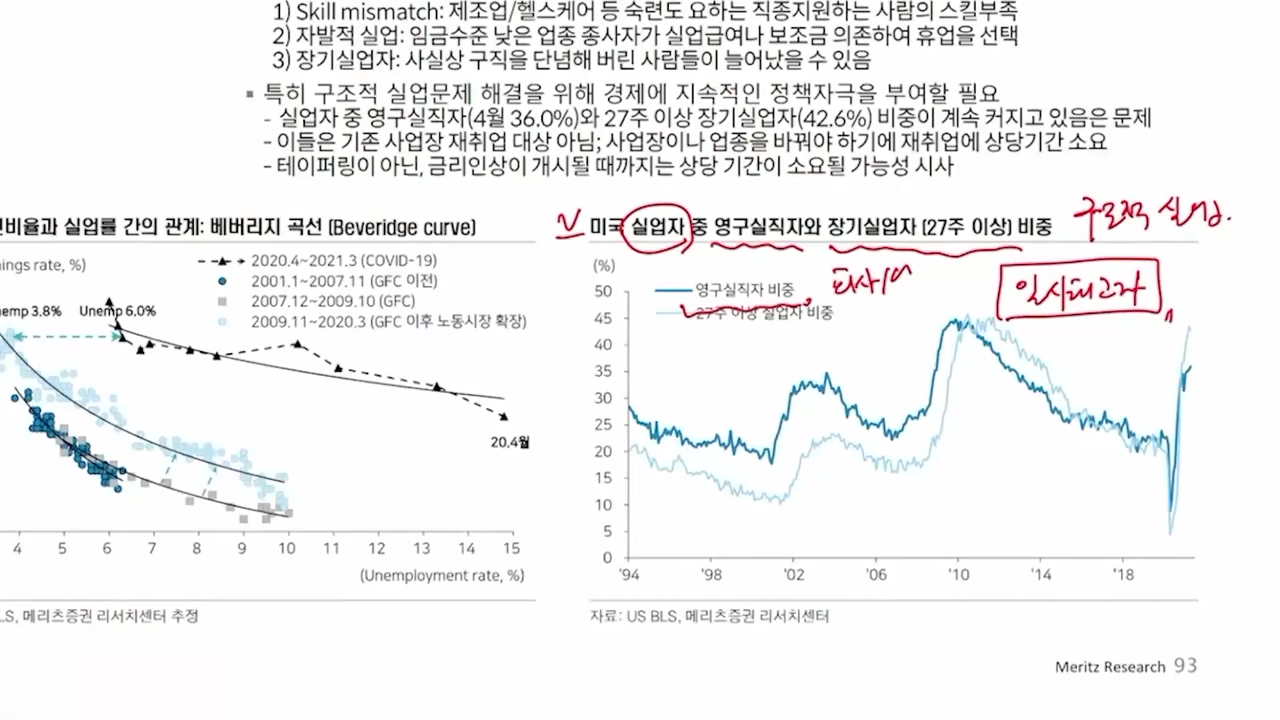 1) Skill mismatch: 제조업/헬스케어 등 숙련도 요하는 직종지원하는 사람의 스킬부족
2) 자발적 실업: 임금수준 낮은 업종 종사자가 실업급여나 보조금 의존하여 휴업을 선택
3) 장기실업자: 사실상 구직을 단념해 버린 사람들이 늘어났을 수 있음
▪ 특히 구조적 실업문제 해결을 위해 경제에 지속적인 정책자극을 부여할 필요
- 실업자 중 영구실직자(4월 36.0%)와 27주 이상 장기실업자(42.6%) 비중이 계속 커지고 있음은 문제
- 이들은 기존 사업장 재취업 대상 아님; 사업장이나 업종을 바꿔야 하기에 재취업에 상당기간 소요
- 테이퍼링이 아닌, 금리인상이 개시될 때까지는 상당 기간이 소요될 가능성 시사
인비율과 실업률 간의 관계: 베버리지 곡선 (Beveridge curve)
nings rate, %)
2020.4~2021.3 (COVID-19)
2001.1~2007.11 (GFC 이전)
2007.12~2009.10 (GFC)
2009.11~2020.3 (GFC 이후 노동시장 확장)
emp 3.8% Unemp 6.0%
20.4월
4 5 6 7 8 9 10 11 12 13 14 15
(Unemployment rate, %)
LS, 메리츠증권 리서치센터 추정
미국 실업자 중 영구실직자와 장기실업자 (27주 이상) 비중
구조적 실업.
(%)
영구실직자 비중
27주 이상 실업자 비중
일시해고자
50
45
40
35
30
25
20
15
10
5
0
'94 '98 '02 '06 '10 '14 '18
자료: US BLS, 메리츠증권 리서치센터
Meritz Research 93